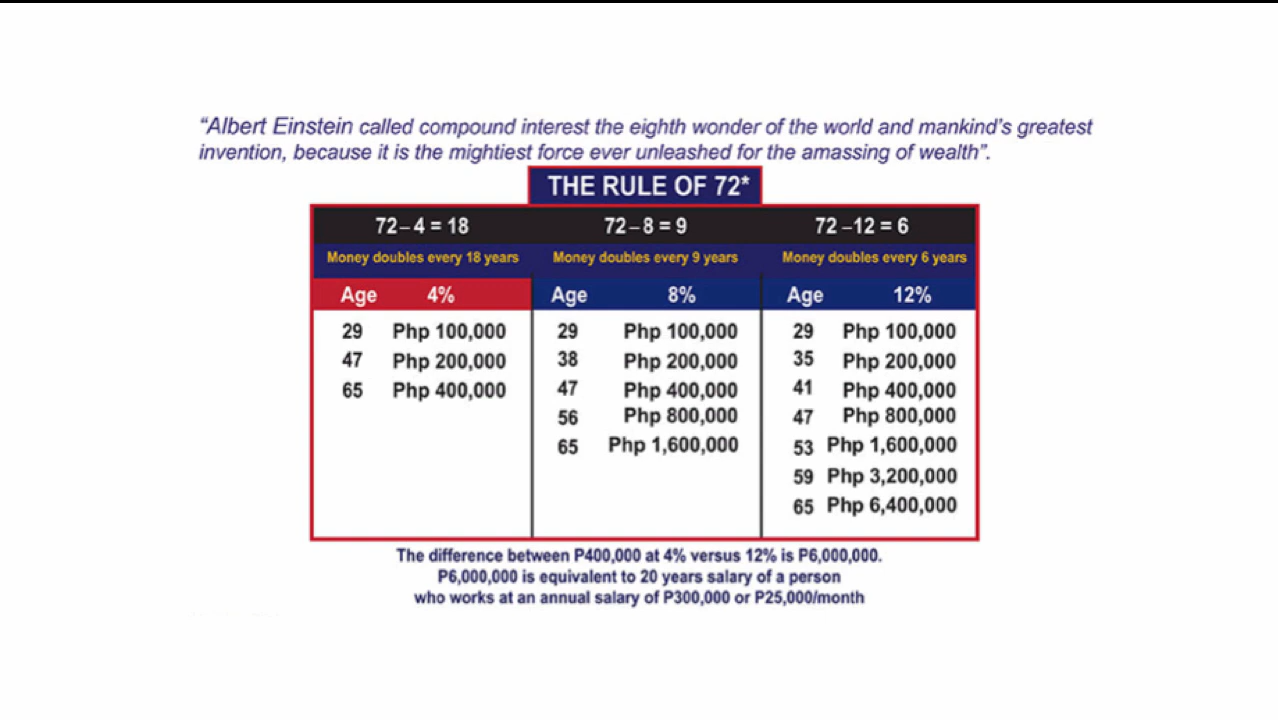 “Albert Einstein called compound interest the eighth wonder of the world and mankind’s greatest
invention, because it is the mightiest force ever unleashed for the amassing of wealth”.
THE RULE OF 72*
72–4 = 18 72–8 = 9 72 –12 = 6
Money doubles every 18 years Money doubles every 9 years Money doubles every 6 years
Age 4% Age 8% Age 12%
29 Php 100,000 29 Php 100,000 29 Php 100,000
47 Php 200,000 38 Php 200,000 35 Php 200,000
65 Php 400,000 47 Php 400,000 41 Php 400,000
56 Php 800,000 47 Php 800,000
65 Php 1,600,000 53 Php 1,600,000
59 Php 3,200,000
65 Php 6,400,000
The difference between P400,000 at 4% versus 12% is P6,000,000.
P6,000,000 is equivalent to 20 years salary of a person
who works at an annual salary of P300,000 or P25,000/month